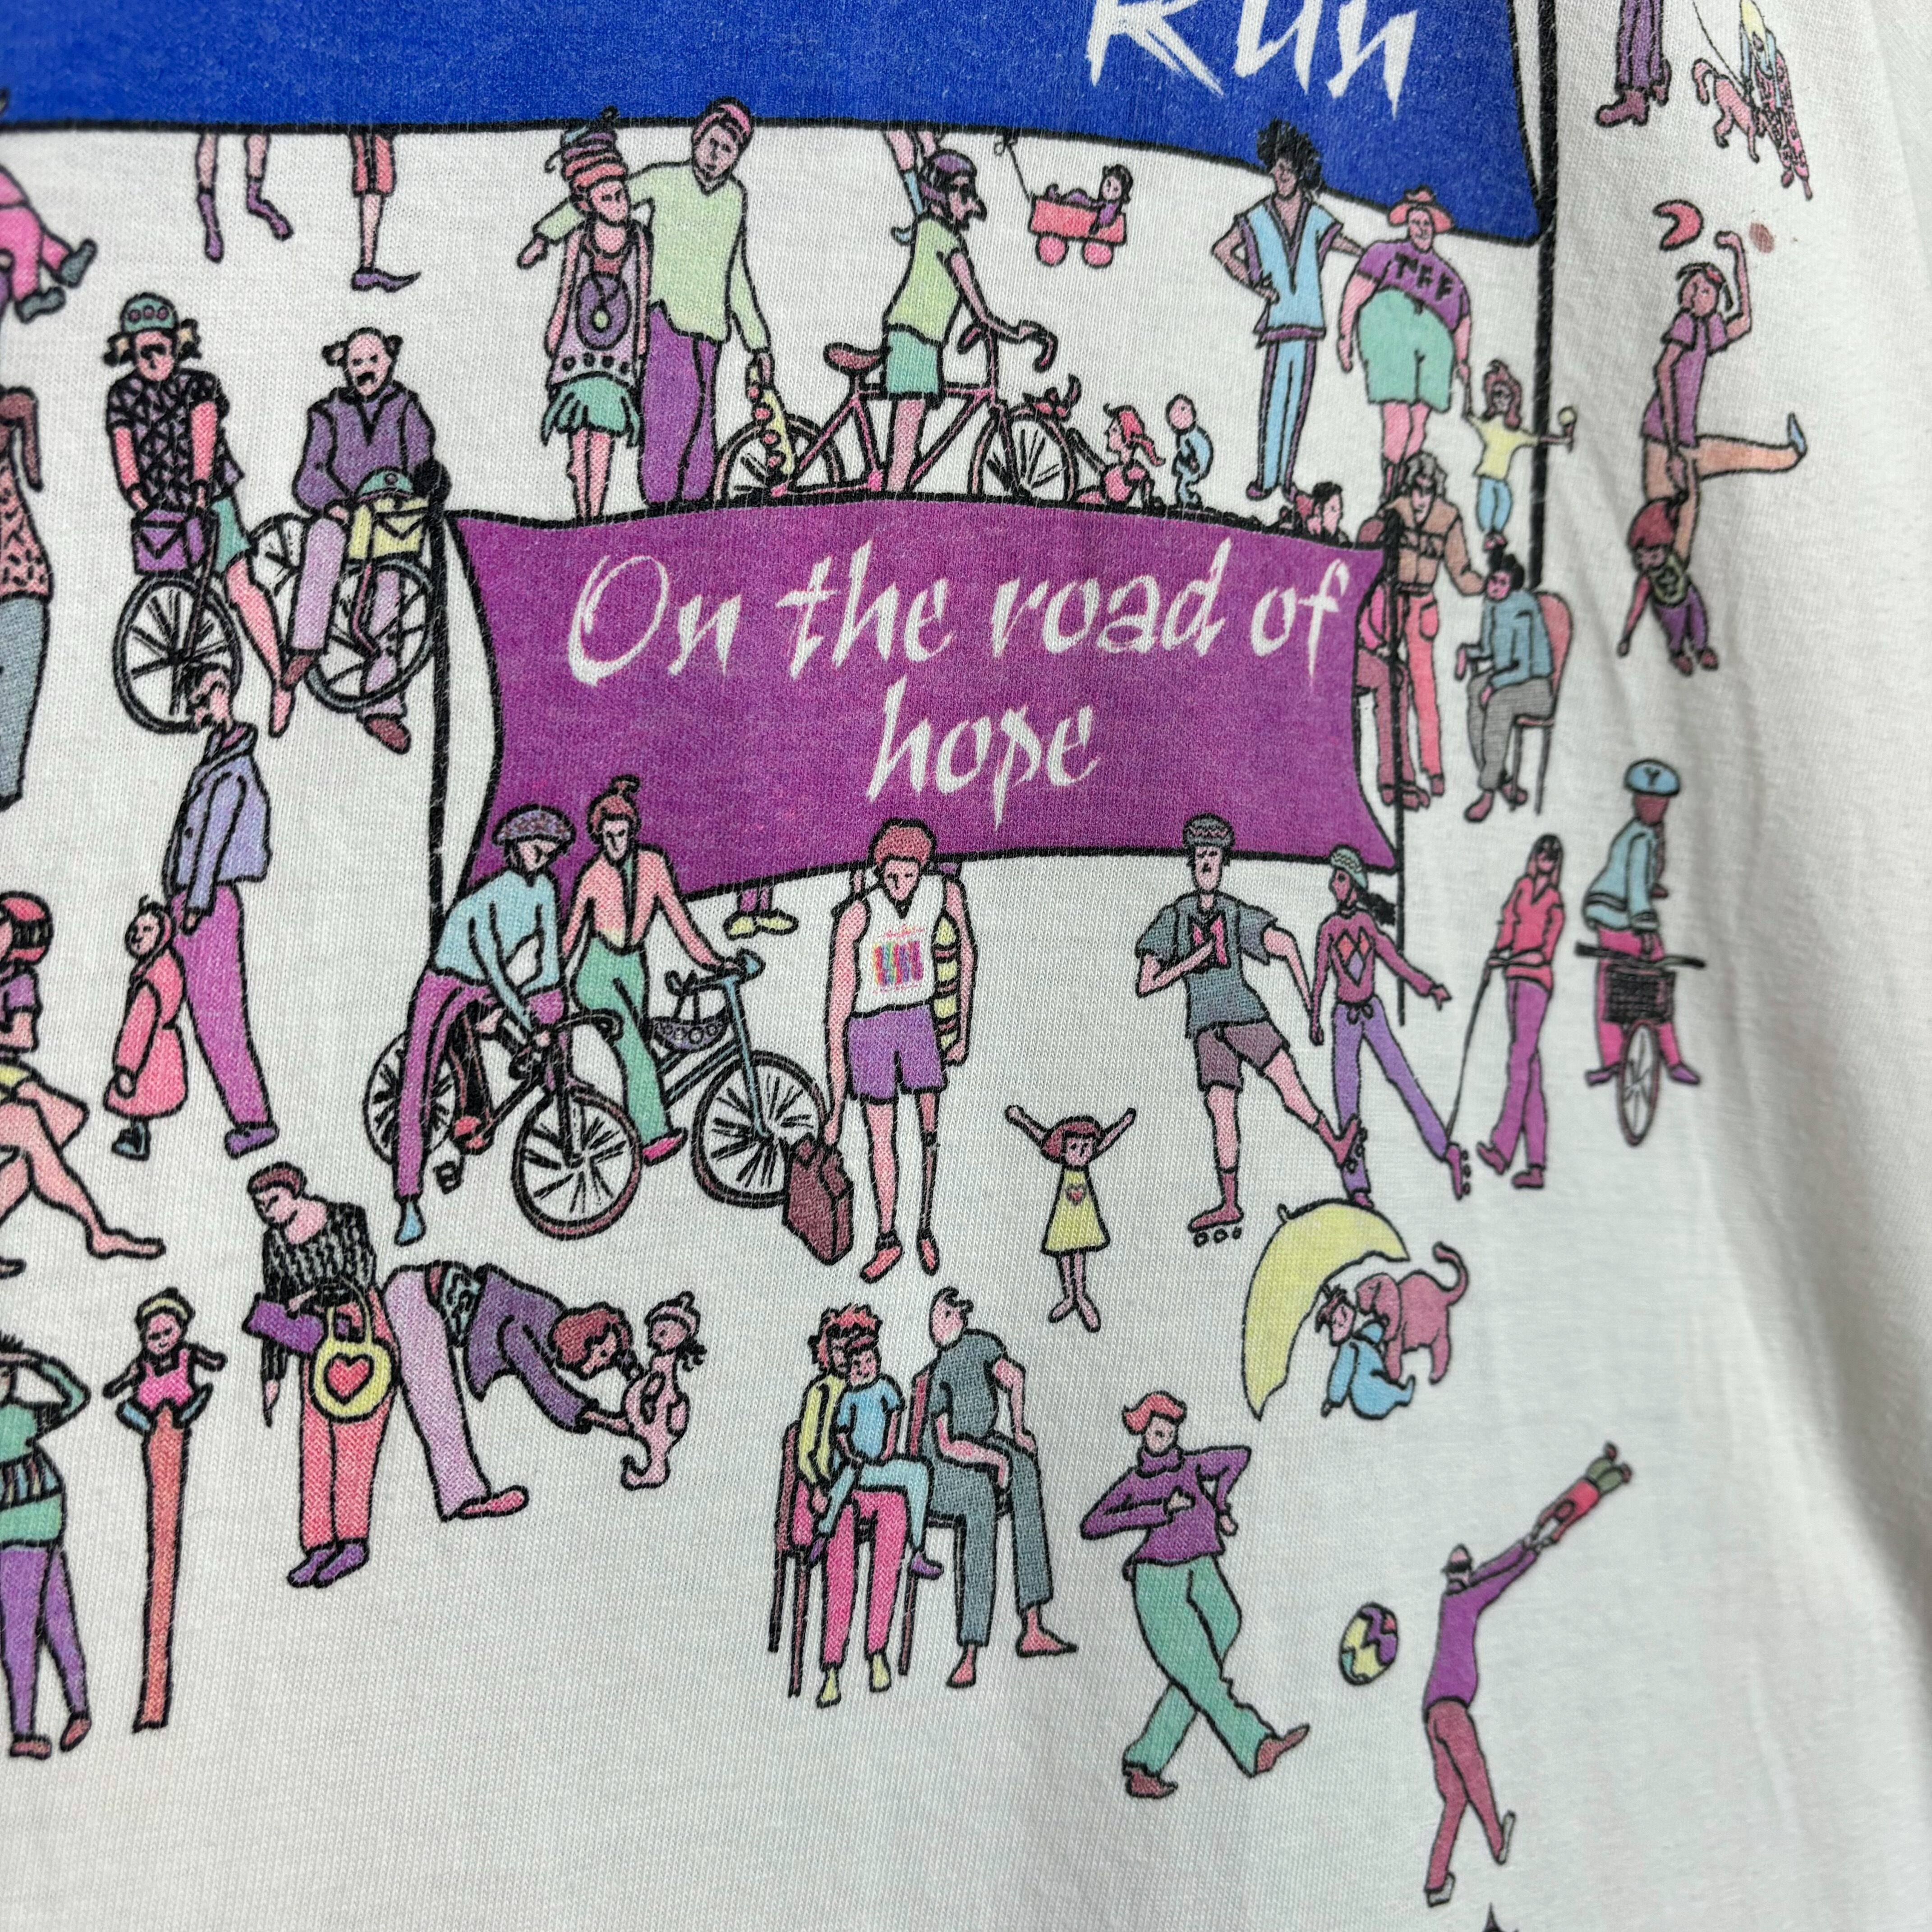 Run
On the road of
hope
Y